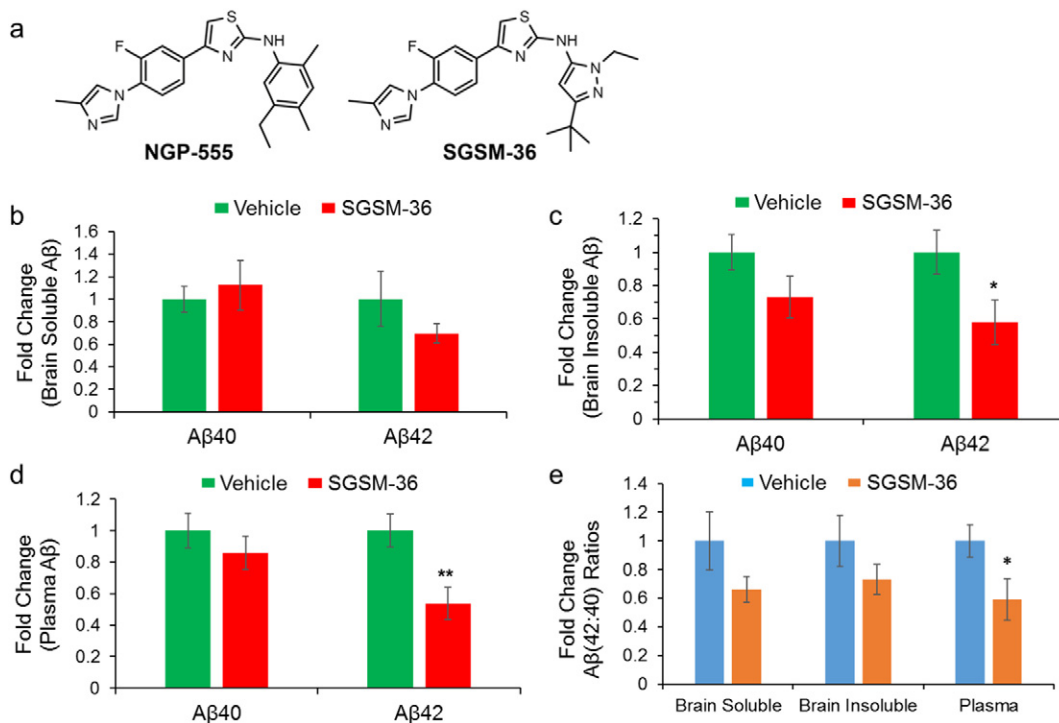 a
S
N
NH
F
N
N
NGP-555
S
N
NH
N
N
F
N
N
SGSM-36
b
Vehicle SGSM-36
Fold Change
(Brain Soluble Aβ)
1.6
1.4
1.2
1
0.8
0.6
0.4
0.2
0
Aβ40 Aβ42
c
Vehicle SGSM-36
Fold Change
(Brain Insoluble Aβ)
1.2
1
0.8
0.6
0.4
0.2
0
*
Aβ40 Aβ42
d
Vehicle SGSM-36
Fold Change
(Plasma Aβ)
1.2
1
0.8
0.6
0.4
0.2
0
**
Aβ40 Aβ42
e
Vehicle SGSM-36
Fold Change
Aβ(42:40) Ratios
1.4
1.2
1
0.8
0.6
0.4
0.2
0
*
Brain Soluble Brain Insoluble Plasma